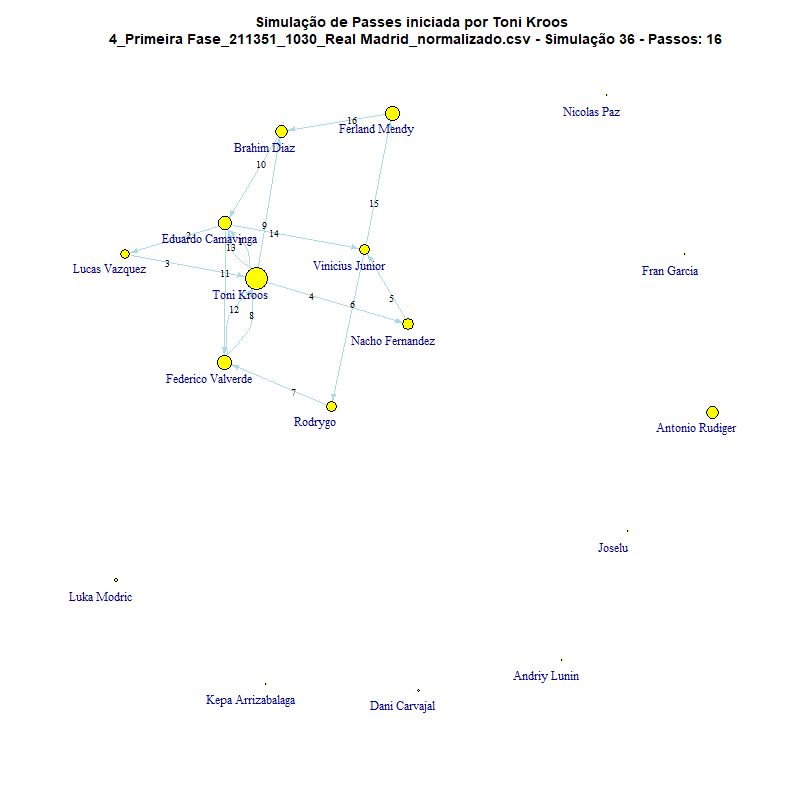 Simulação de Passes iniciada por Toni Kroos
4_Primeira Fase_211351_1030_Real Madrid_normalizado.csv - Simulação 36 - Passos: 16
Nicolas Paz
16
Ferland Mendy
Brahim Diaz
10
15
9
14
2
1
Eduardo Camavinga
13
Lucas Vazquez
3
11
Vinicius Junior
Fran Garcia
Toni Kroos
4
5
6
12
8
Nacho Fernandez
Federico Valverde
7
Rodrygo
Antonio Rudiger
Joselu
Luka Modric
Andriy Lunin
Kepa Arrizabalaga
Dani Carvajal